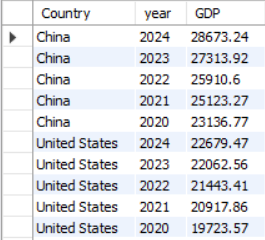 Country year GDP
China 2024 28673.24
China 2023 27313.92
China 2022 25910.6
China 2021 25123.27
China 2020 23136.77
United States 2024 22679.47
United States 2023 22062.56
United States 2022 21443.41
United States 2021 20917.86
United States 2020 19723.57